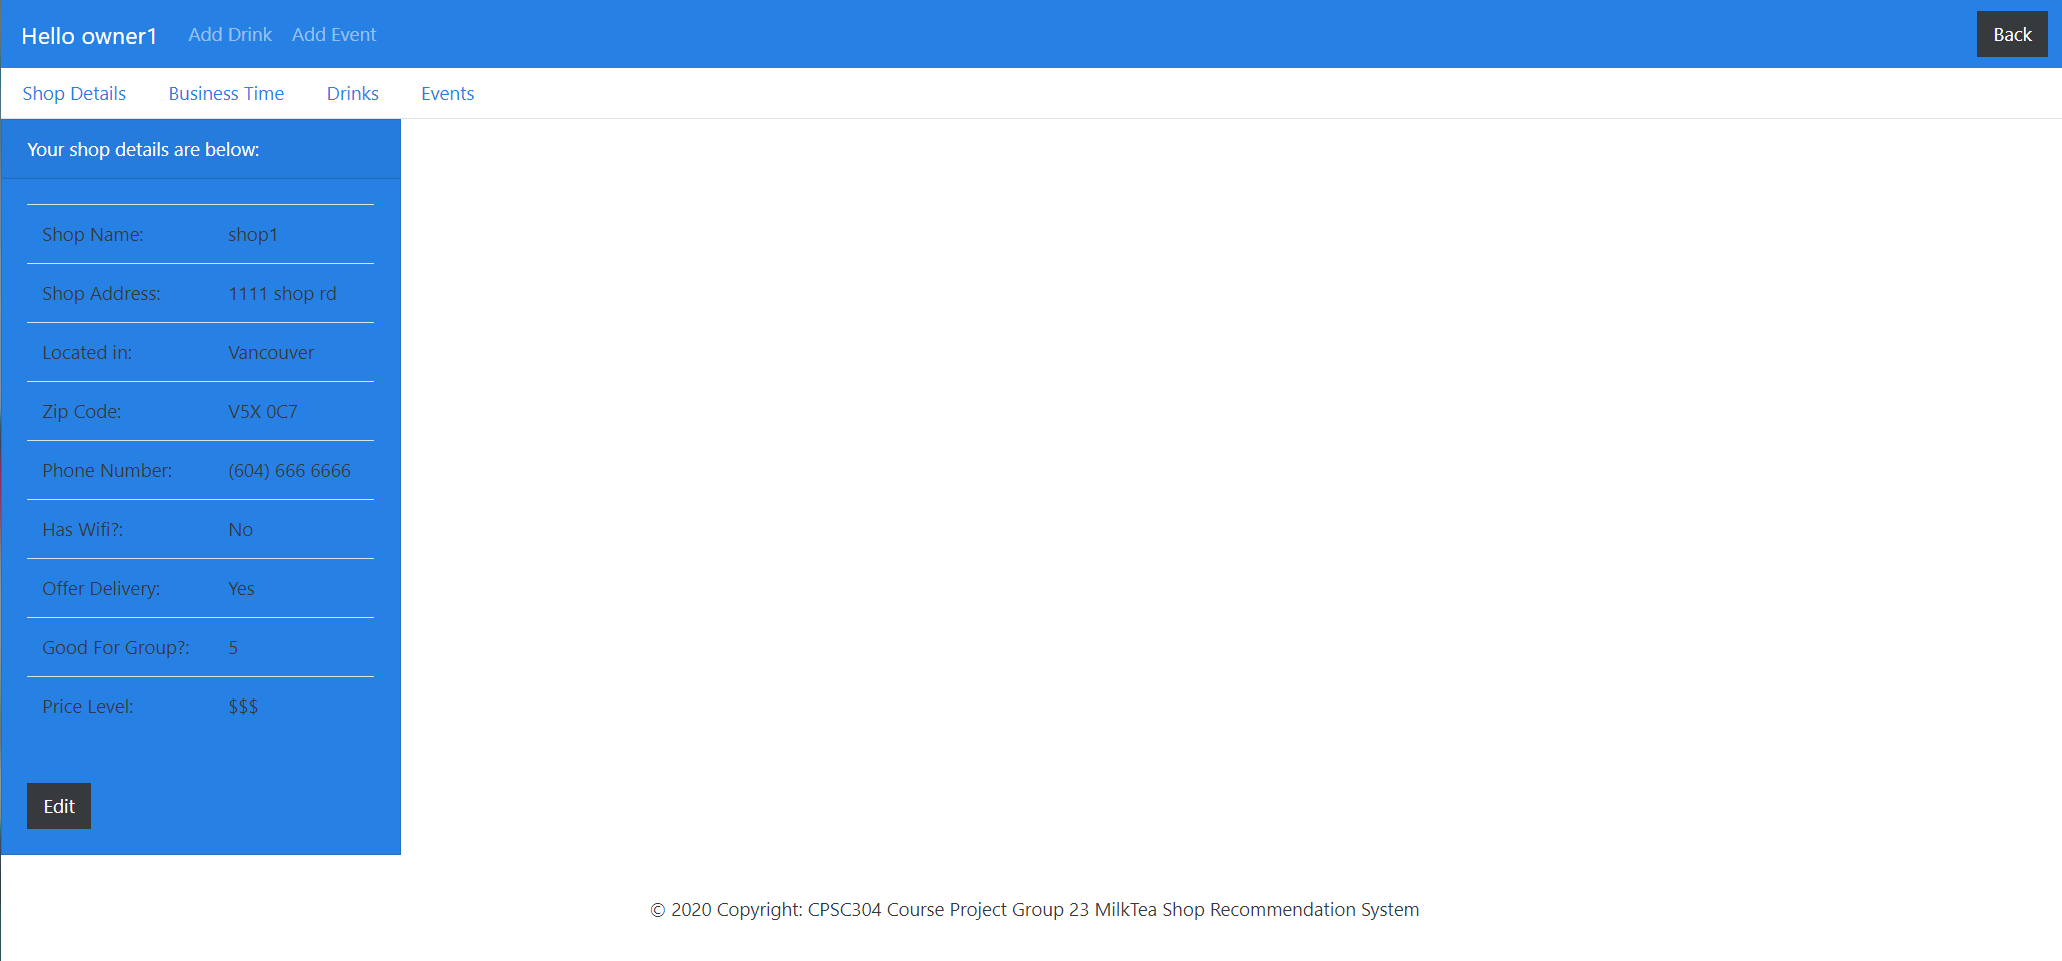 Hello owner1 Add Drink Add Event Back
Shop Details Business Time Drinks Events
Your shop details are below:
Shop Name: shop1
Shop Address: 1111 shop rd
Located in: Vancouver
Zip Code: V5X 0C7
Phone Number: (604) 666 6666
Has Wifi?: No
Offer Delivery: Yes
Good For Group?: 5
Price Level: $$$
Edit
© 2020 Copyright: CPSC304 Course Project Group 23 MilkTea Shop Recommendation System